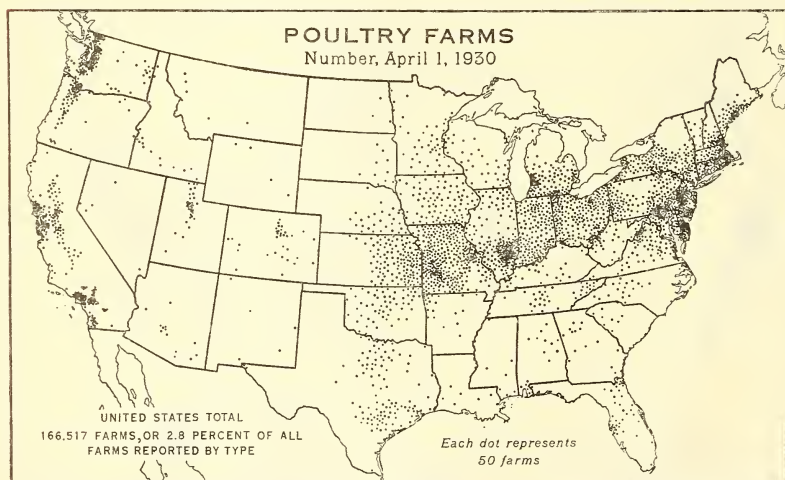 POULTRY FARMS
Number, April 1, 1930
UNITED STATES TOTAL
166,517 FARMS, OR 2.8 PERCENT OF ALL
FARMS REPORTED BY TYPE
Each dot represents
50 farms